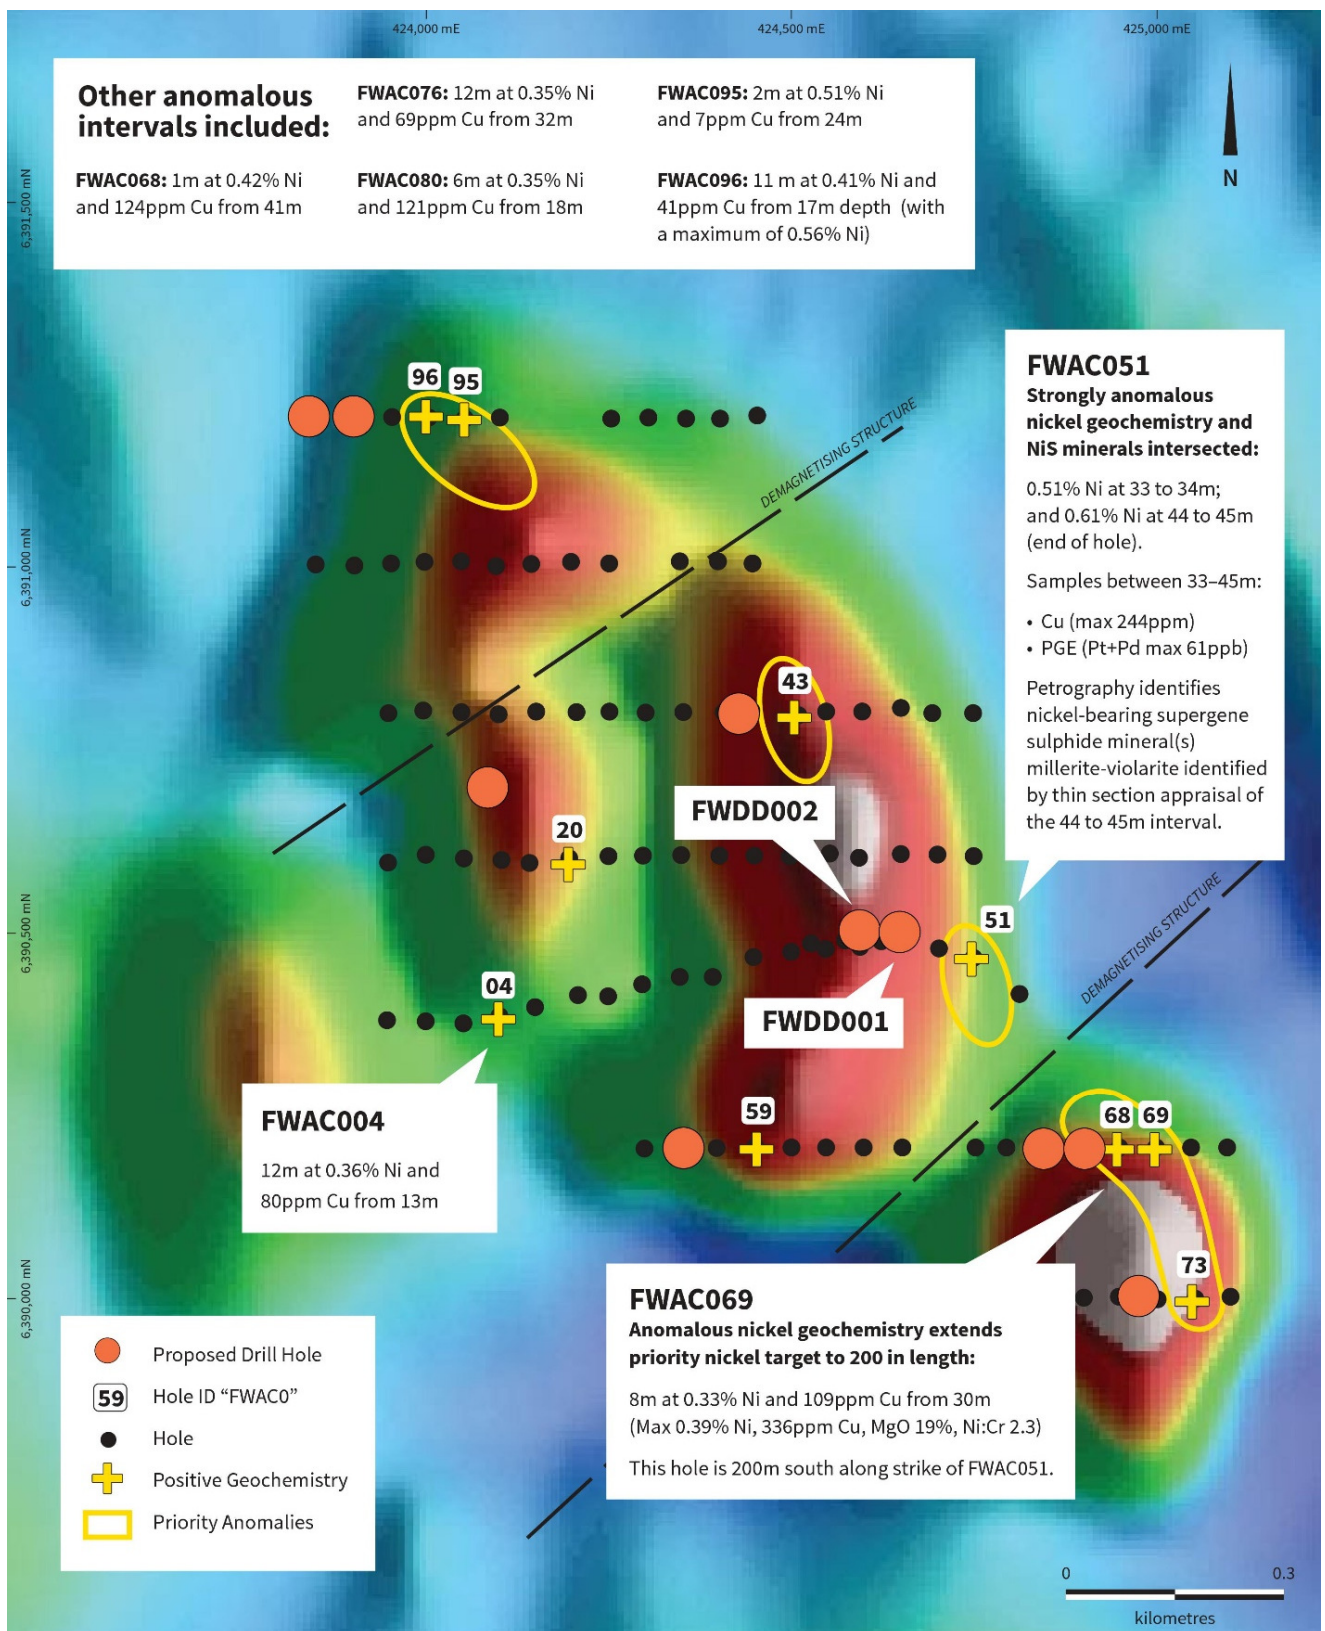 424,000 mE
424,500 mE
425,000 mE
Other anomalous
intervals included:
FWAC068: 1m at 0.42% Ni
and 124ppm Cu from 41m
FWAC076: 12m at 0.35% Ni
and 69ppm Cu from 32m
FWAC080: 6m at 0.35% Ni
and 121ppm Cu from 18m
FWAC095: 2m at 0.51% Ni
and 7ppm Cu from 24m
FWAC096: 11 m at 0.41% Ni and
41ppm Cu from 17m depth (with
a maximum of 0.56% Ni)
N
6,391,500 mN
6,391,000 mN
6,390,500 mN
6,390,000 mN
96
95
DEMAGNETISING STRUCTURE
FWAC051
Strongly anomalous
nickel geochemistry and
NiS minerals intersected:
0.51% Ni at 33 to 34m;
and 0.61% Ni at 44 to 45m
(end of hole).
Samples between 33–45m:
• Cu (max 244ppm)
• PGE (Pt+Pd max 61ppb)
Petrography identifies
nickel-bearing supergene
sulphide mineral(s)
millerite-violarite identified
by thin section appraisal of
the 44 to 45m interval.
43
FWDD002
20
51
DEMAGNETISING STRUCTURE
04
FWDD001
FWAC004
12m at 0.36% Ni and
80ppm Cu from 13m
59
68
69
73
FWAC069
Anomalous nickel geochemistry extends
priority nickel target to 200 in length:
8m at 0.33% Ni and 109ppm Cu from 30m
(Max 0.39% Ni, 336ppm Cu, MgO 19%, Ni:Cr 2.3)
This hole is 200m south along strike of FWAC051.
Proposed Drill Hole
59
Hole ID “FWAC0”
Hole
Positive Geochemistry
Priority Anomalies
0
0.3
kilometres